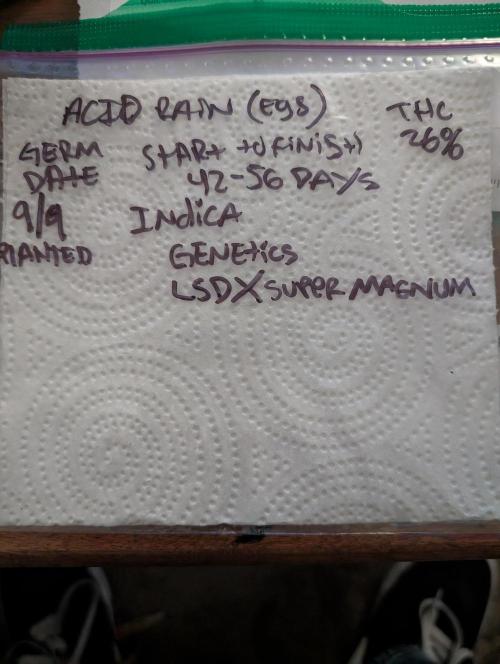 ACID RAIN (Egs)
THC
26%
GERM
DATE
9/9
PLANTED
START to FINISH
42-56 DAYS
INDICA
GENETICS
LSD X SUPER MAGNUM